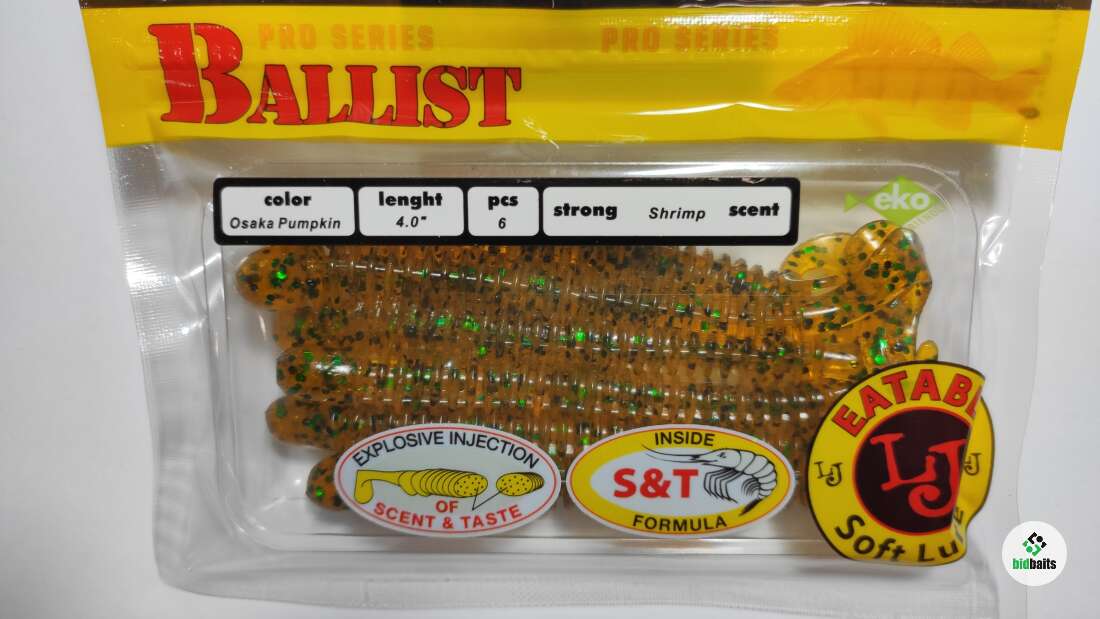 PRO SERIES PRO SERIES
BALLIST
color
Osaka Pumpkin
lenght
4.0"
pcs
6
strong Shrimp scent
eko
EXPLOSIVE INJECTION
OF
SCENT & TASTE
INSIDE
S&T
FORMULA
EATABL
LJ LJ LJ
Soft Lure
bidbaits